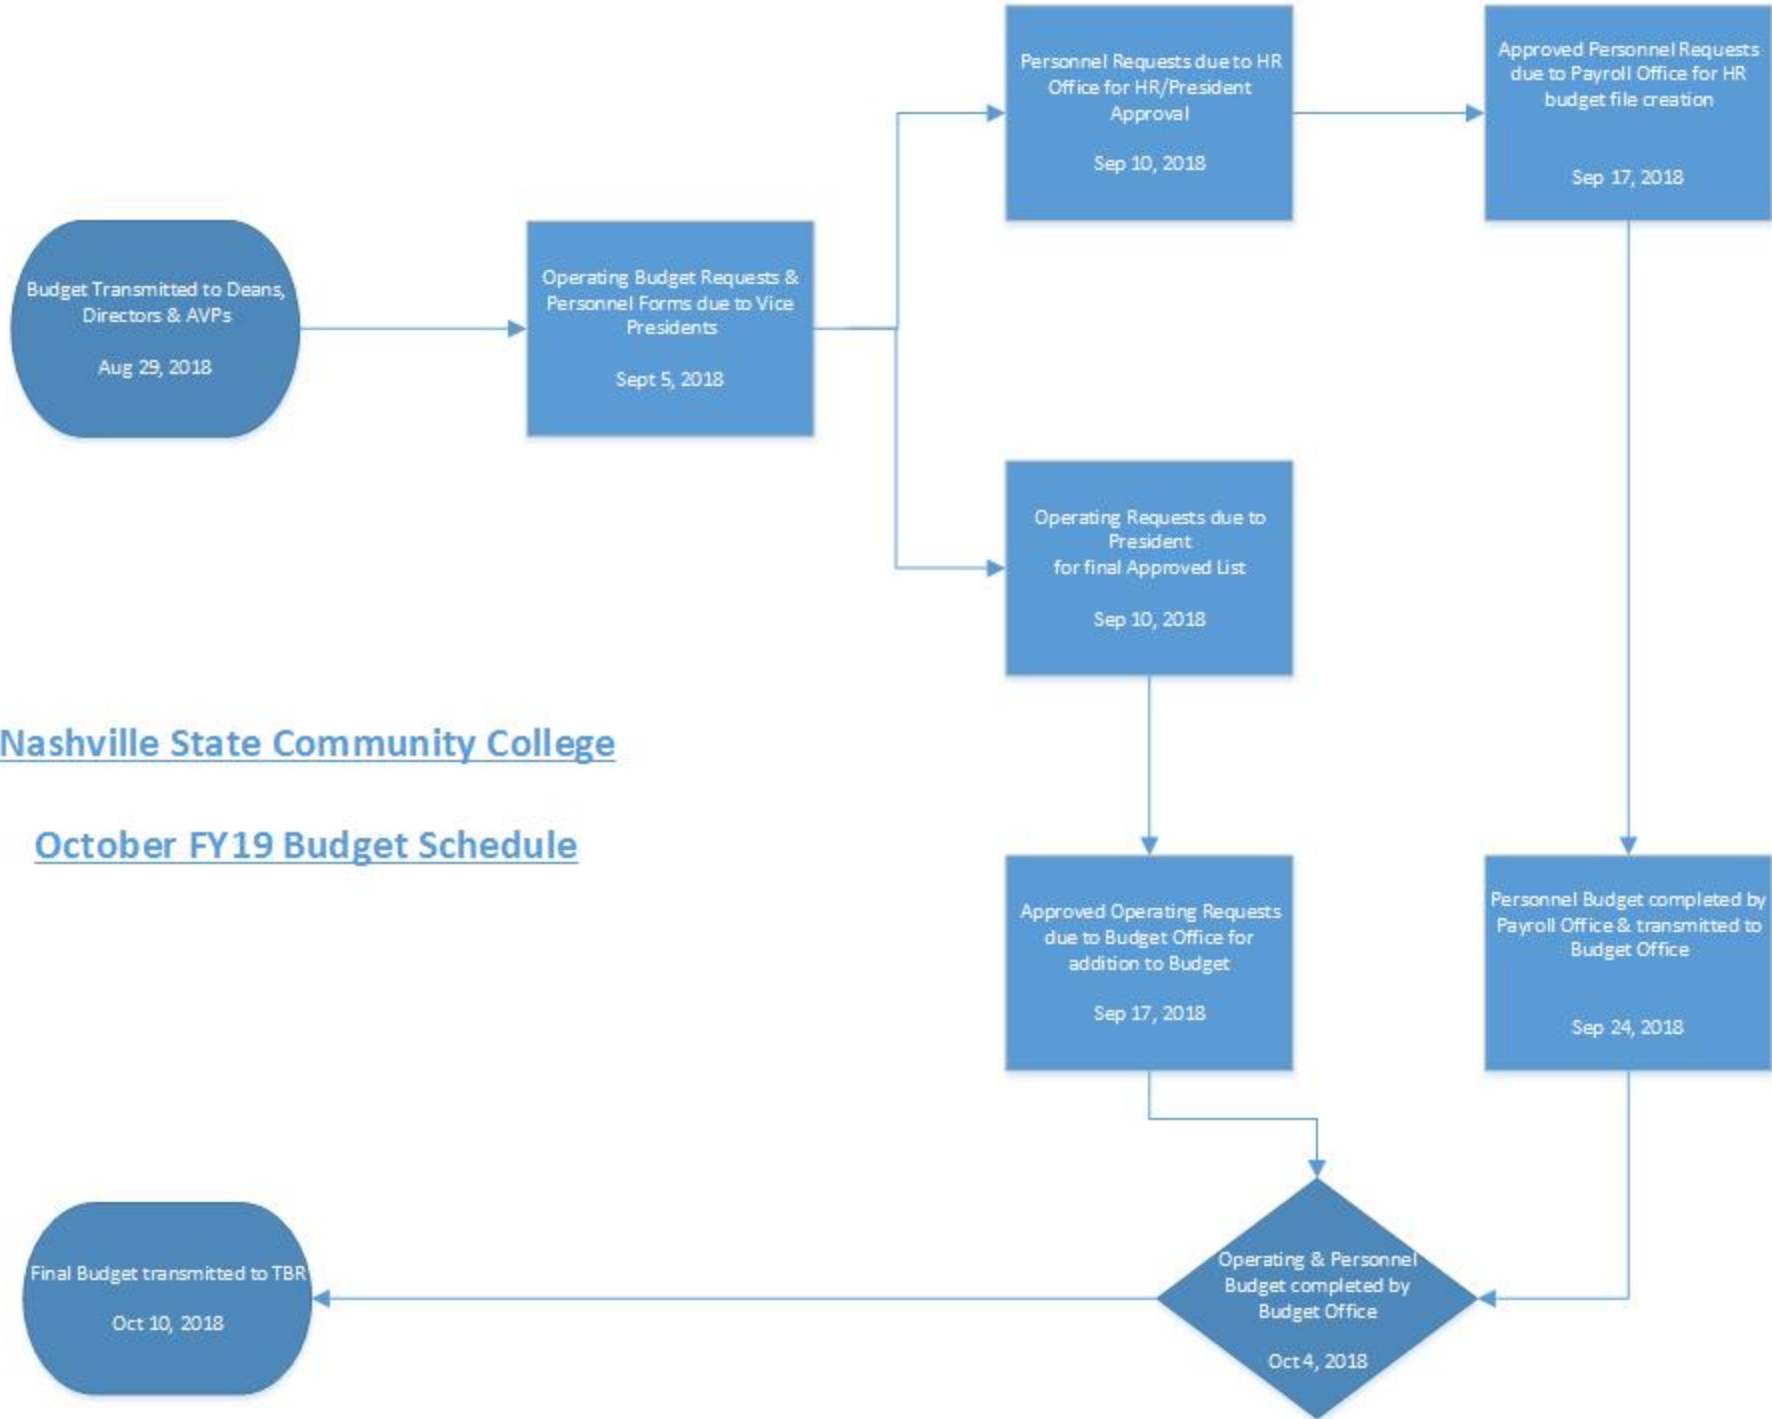 Personnel Requests due to HR
Office for HR/President
Approval
Sep 10, 2018
Approved Personnel Requests
due to Payroll Office for HR
budget file creation
Sep 17, 2018
Budget Transmitted to Deans,
Directors & AVPs
Aug 29, 2018
Operating Budget Requests &
Personnel Forms due to Vice
Presidents
Sept 5, 2018
Operating Requests due to
President
for final Approved List
Sep 10, 2018
Nashville State Community College
October FY19 Budget Schedule
Approved Operating Requests
due to Budget Office for
addition to Budget
Sep 17, 2018
Personnel Budget completed by
Payroll Office & transmitted to
Budget Office
Sep 24, 2018
Operating & Personnel
Budget completed by
Budget Office
Oct 4, 2018
Final Budget transmitted to TBR
Oct 10, 2018